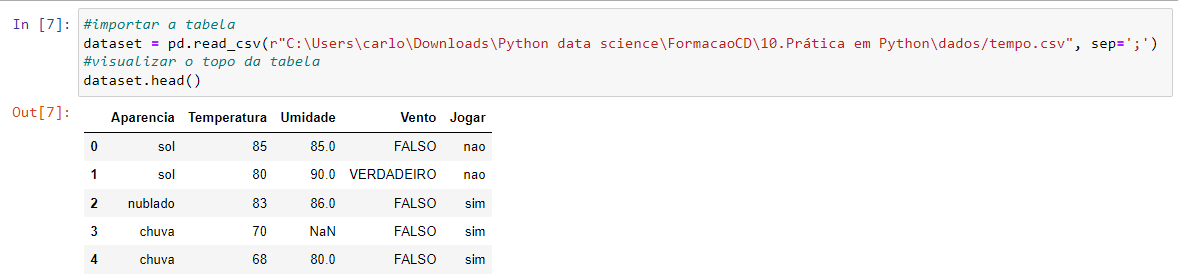 In [7]: #importar a tabela
dataset = pd.read_csv(r"C:\Users\carlo\Downloads\Python data science\FormacaoCD\10.Prática em Python\dados/tempo.csv", sep=';')
#visualizar o topo da tabela
dataset.head()
Out[7]:
Aparencia Temperatura Umidade Vento Jogar
0 sol 85 85.0 FALSO nao
1 sol 80 90.0 VERDADEIRO nao
2 nublado 83 86.0 FALSO sim
3 chuva 70 NaN FALSO sim
4 chuva 68 80.0 FALSO sim